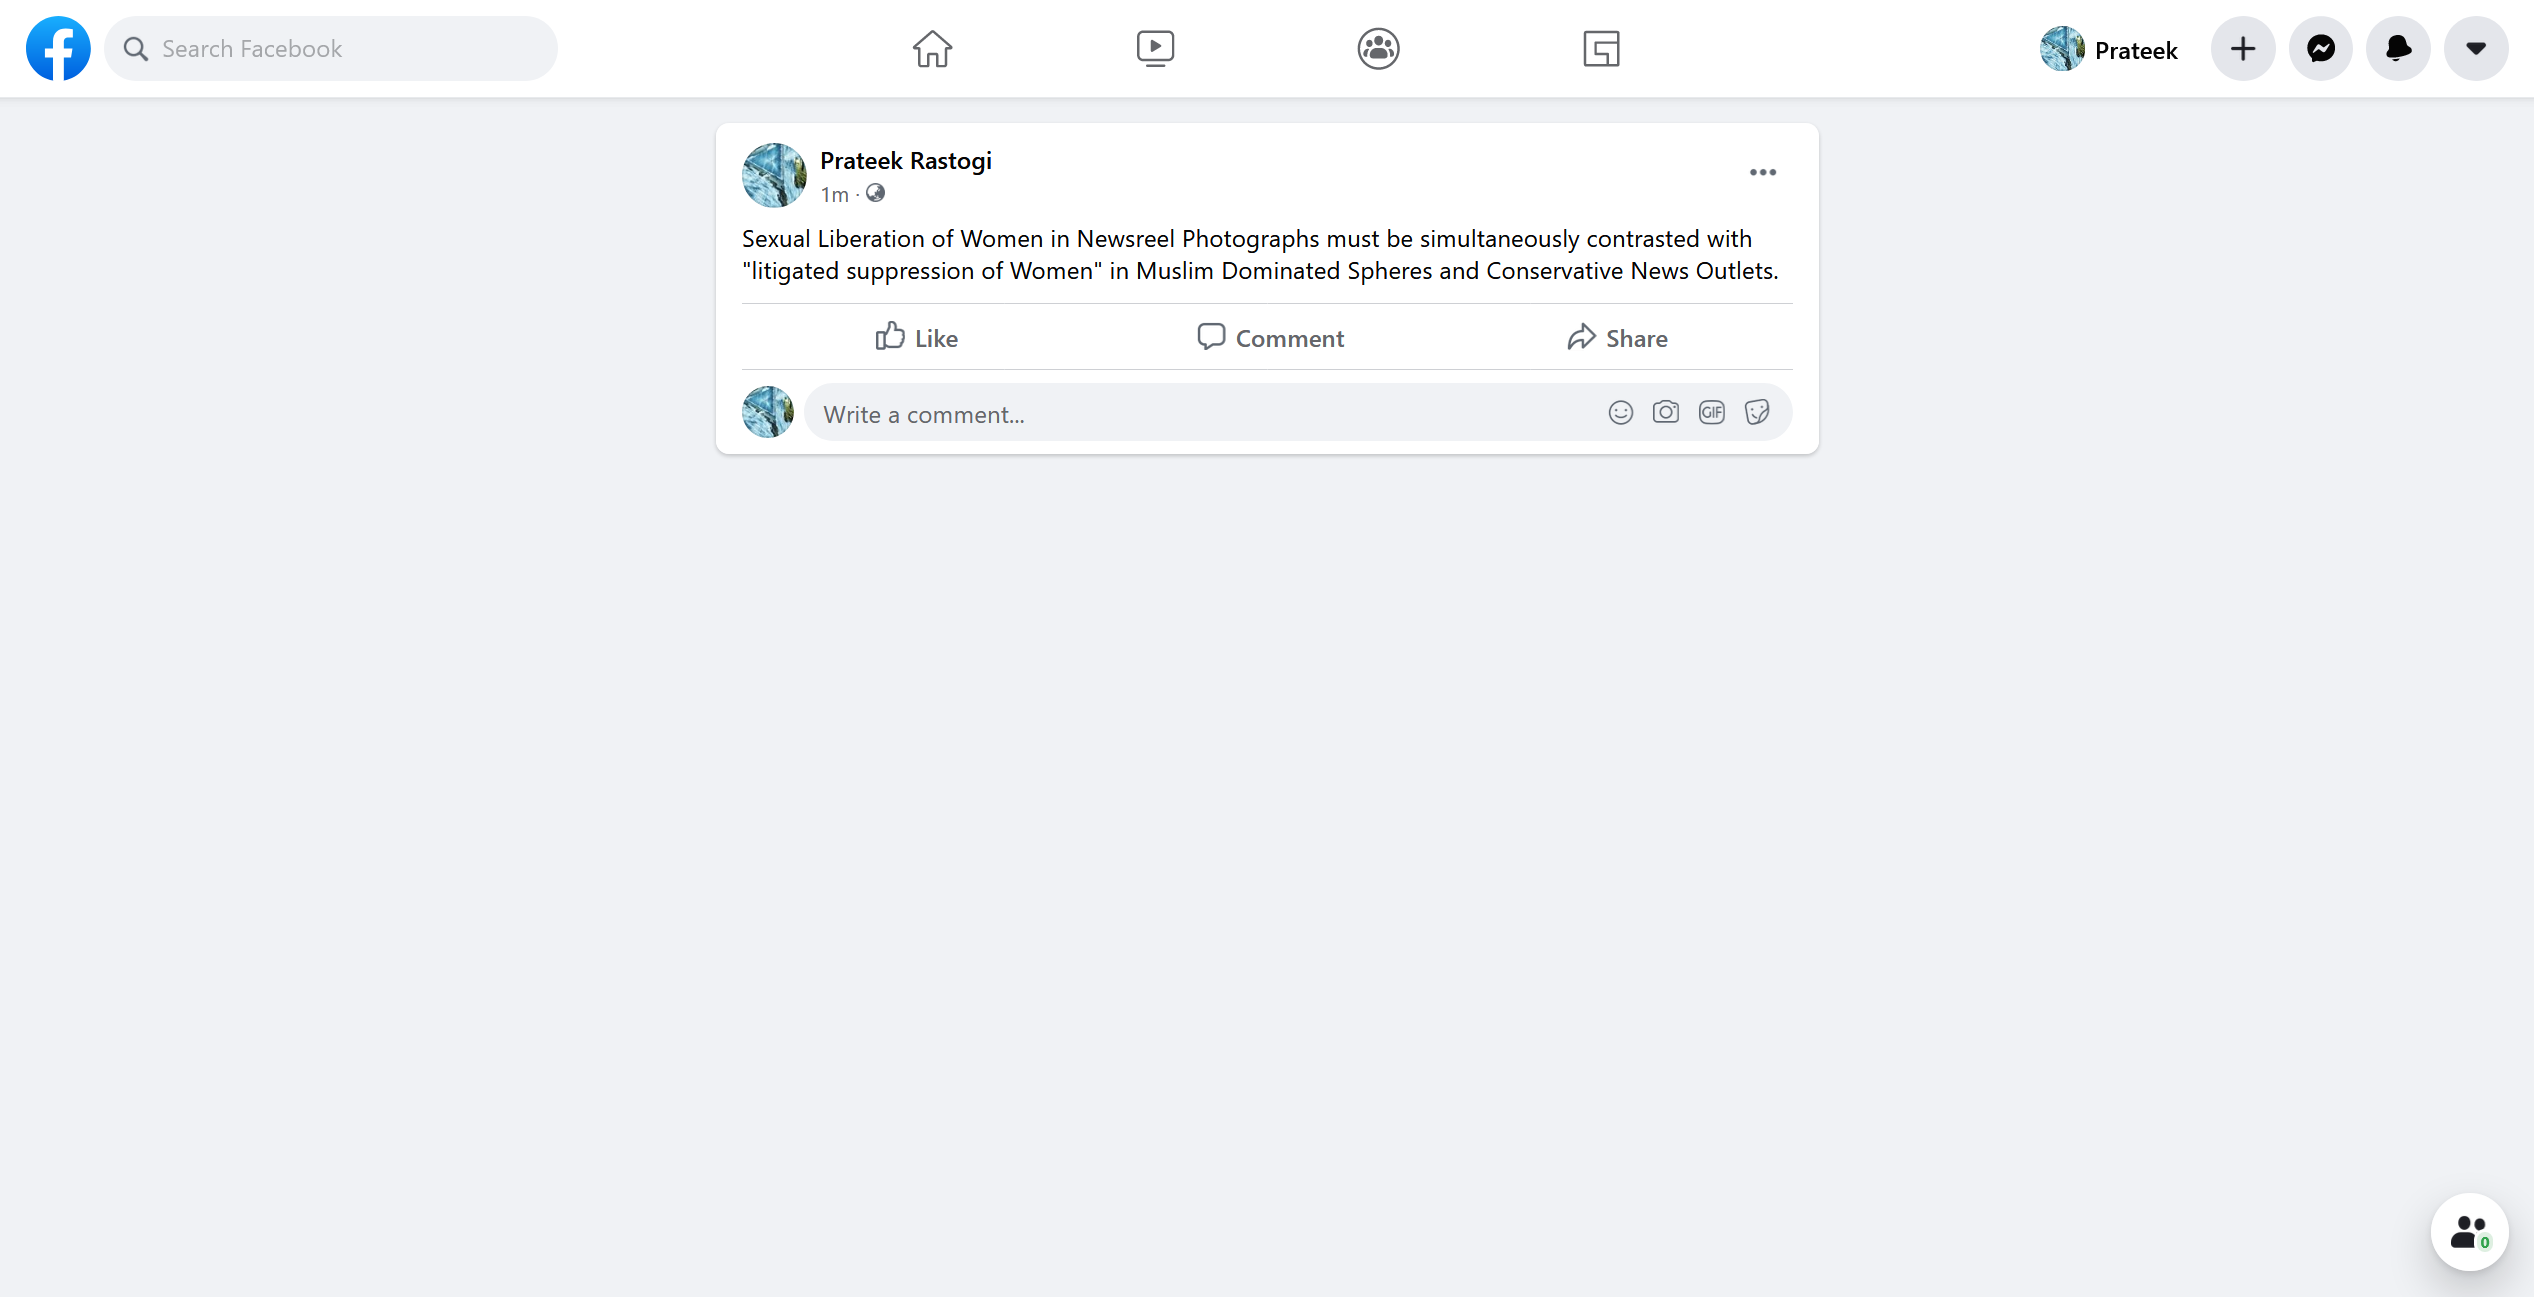 Search Facebook
Prateek
Prateek Rastogi
1m ·
Sexual Liberation of Women in Newsreel Photographs must be simultaneously contrasted with
"litigated suppression of Women" in Muslim Dominated Spheres and Conservative News Outlets.
Like Comment Share
Write a comment...
GIF
0